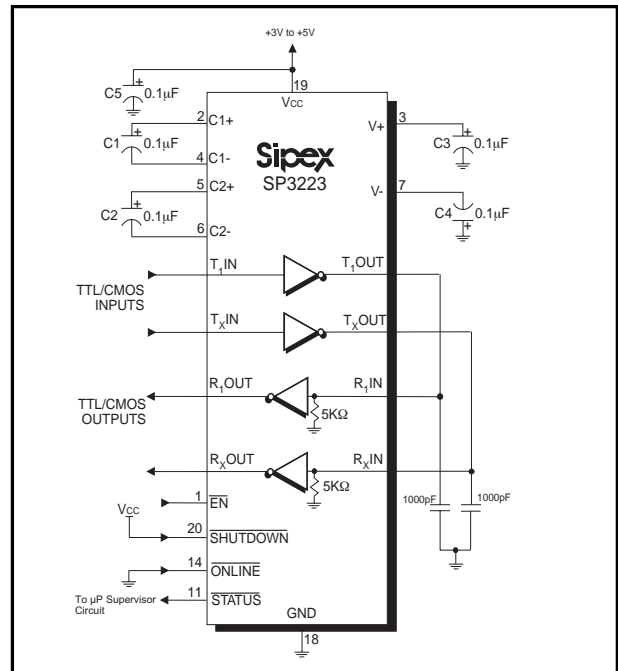 +3V to +5V
C5
+
0.1µF
19
VCC
2
C1+
C1
+
0.1µF
4
C1-
5
C2+
C2
+
0.1µF
6
C2-
Sipex
SP3223
V+
3
C3
+
0.1µF
V-
7
C4
0.1µF
+
TTL/CMOS
INPUTS
T1IN
T1OUT
TXIN
TXOUT
TTL/CMOS
OUTPUTS
R1OUT
R1IN
5KΩ
RXOUT
RXIN
5KΩ
1000pF
1000pF
1
EN
VCC
20
SHUTDOWN
14
ONLINE
To µP Supervisor
Circuit
11
STATUS
GND
18